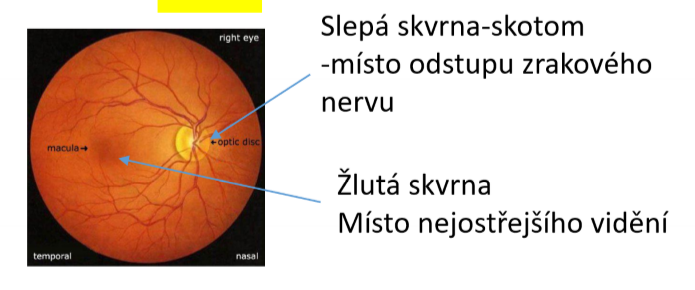 right eye
macula
optic disc
temporal
nasal
Slepá skvrna-skotom
-místo odstupu zrakového
nervu
Žlutá skvrna
Místo nejostřejšího vidění